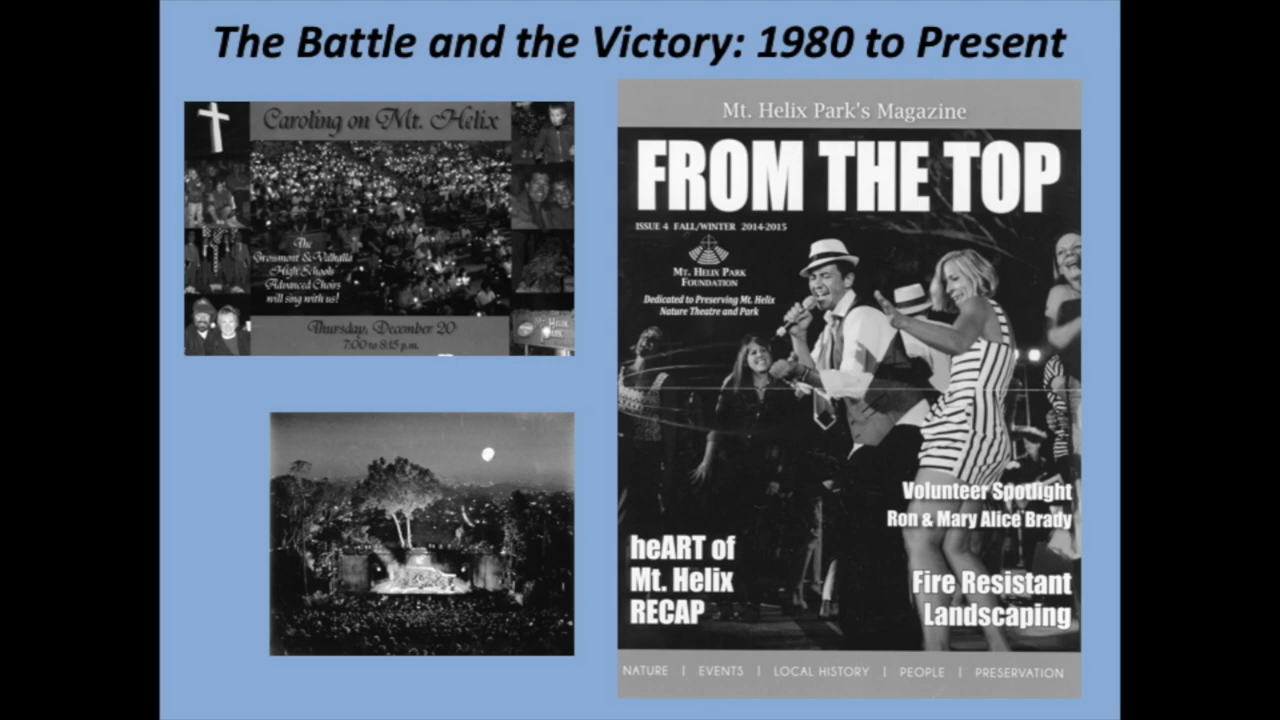 The Battle and the Victory: 1980 to Present
Caroling on Mt. Helix
The
Grossmont & Valhalla
High Schools
Advanced Choirs
will sing with us!
Thursday, December 20
7:00 to 8:15 p.m.
Mt. Helix Park's Magazine
FROM THE TOP
ISSUE 4 FALL/WINTER 2014-2015
MT. HELIX PARK
FOUNDATION
Dedicated to Preserving Mt. Helix
Nature Theatre and Park
Volunteer Spotlight
Ron & Mary Alice Brady
heART of
Mt. Helix
RECAP
Fire Resistant
Landscaping
NATURE | EVENTS | LOCAL HISTORY | PEOPLE | PRESERVATION